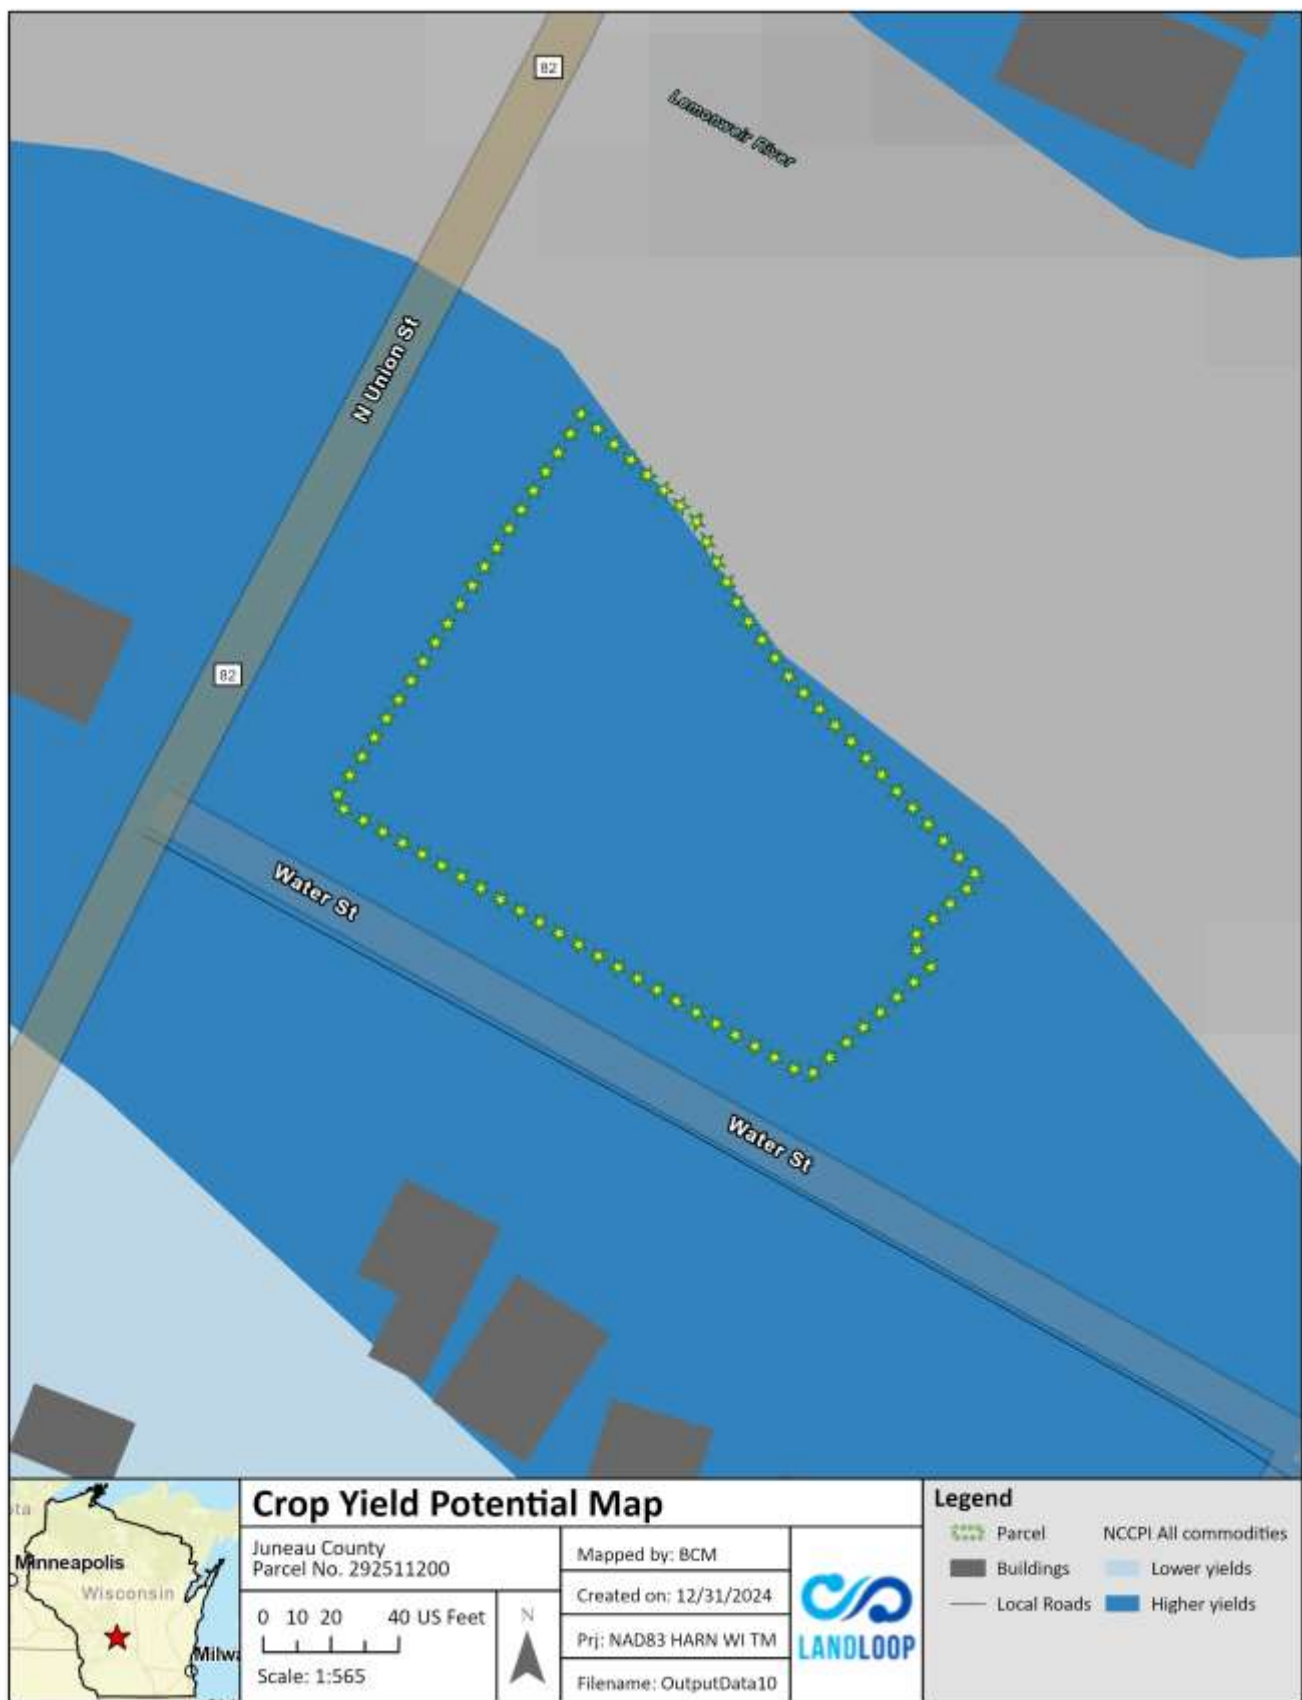 82
Lemonweir River
N Union St
82
Water St
Water St
Minneapolis
Wisconsin
Milwa
Crop Yield Potential Map
Juneau County
Parcel No. 292511200
0 10 20 40 US Feet
Scale: 1:565
N
Mapped by: BCM
Created on: 12/31/2024
Prj: NAD83 HARN WI TM
Filename: OutputData10
LANDLOOP
Legend
Parcel
Buildings
Local Roads
NCCPI All commodities
Lower yields
Higher yields